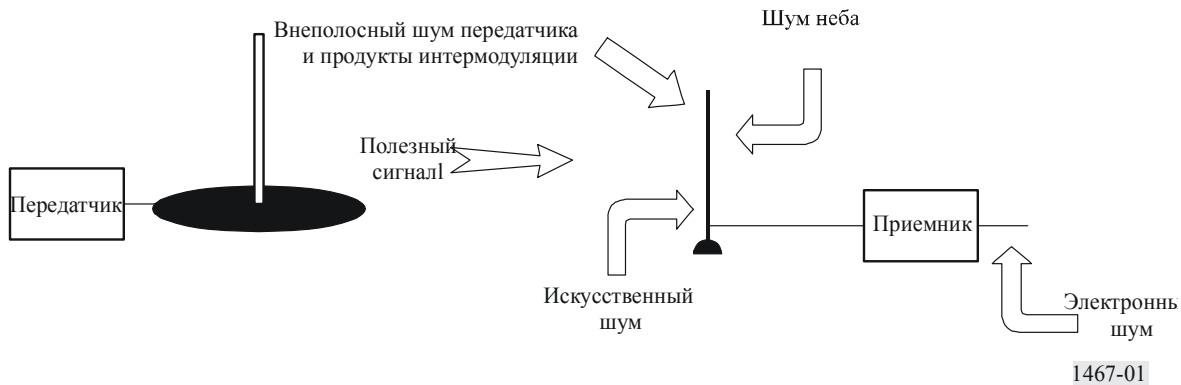 Внеполосный шум передатчика
и продукты интермодуляции
Шум неба
Полезный
сигналl
Передатчик
Приемник
Искусственный
шум
Электронны
шум
1467-01